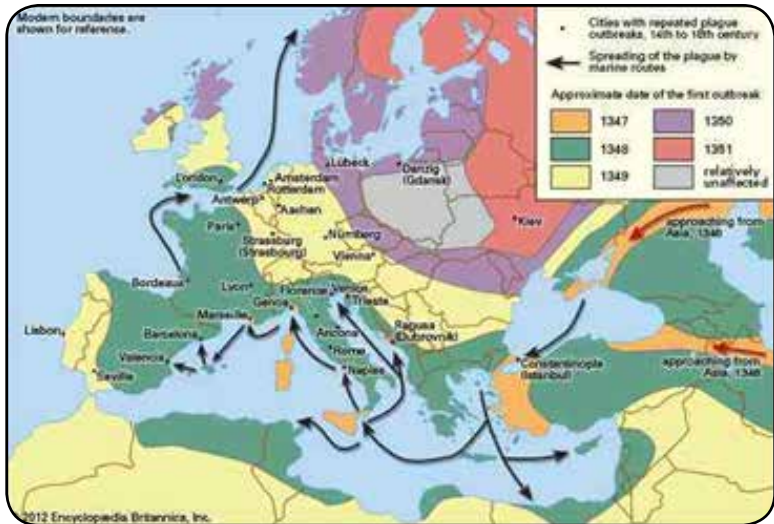 Modern boundaries are
shown for reference.
Cities with repeated plague
outbreaks, 14th to 18th century
Spreading of the plague by
marine routes
Approximate date of the first outbreak
1347
1350
1348
1351
1349
relatively
unaffected
Lübeck
Danzig
(Gdansk)
London
Amsterdam
Rotterdam
Antwerp
Aachen
Kiev
approaching from
Asia, 1346
Paris
Nürnberg
Strassburg
(Strasbourg)
Vienna
Bordeaux
Lyon
Florence
Venice
Trieste
Genoa
Marseille
Lisbon
Barcelona
Ancona
Ragusa
(Dubrovnik)
Valencia
Rome
Constantinople
(Istanbul)
approaching from
Asia, 1346
Seville
Naples
2012 Encyclopædia Britannica, Inc.